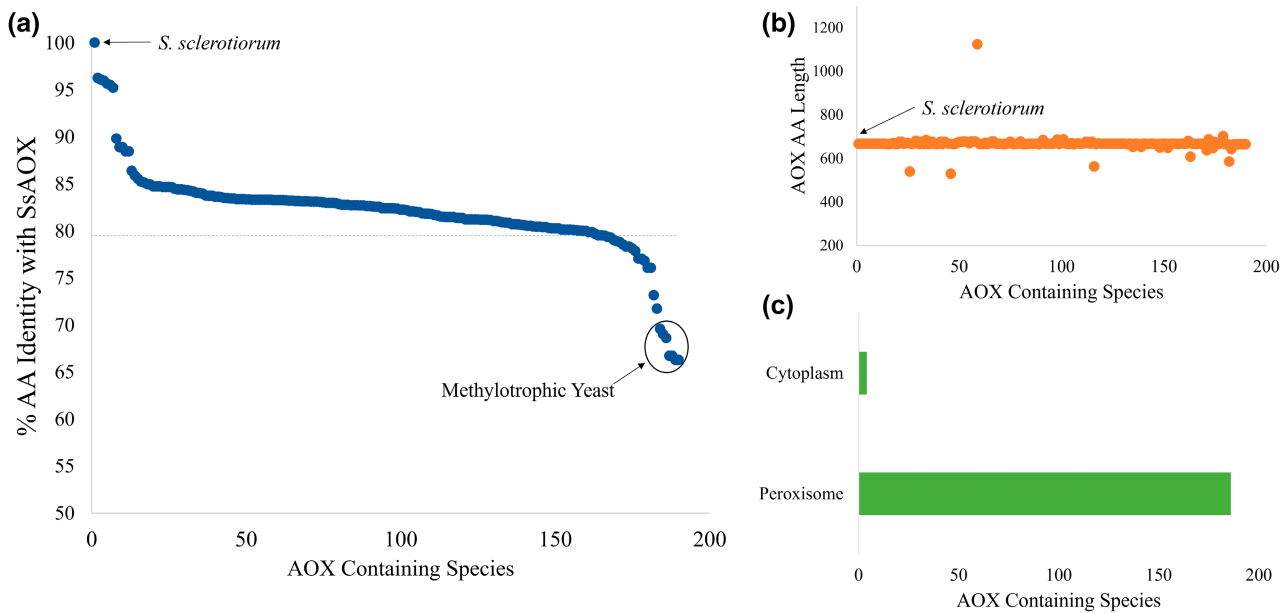 (a)
% AA Identity with SsAOX
100
95
90
85
80
75
70
65
60
55
50
S. sclerotiorum
Methylotrophic Yeast
0
50
100
150
200
AOX Containing Species
(b)
AOX AA Length
1200
1000
800
600
400
200
S. sclerotiorum
0
50
100
150
200
AOX Containing Species
(c)
Cytoplasm
Peroxisome
0
50
100
150
200
AOX Containing Species